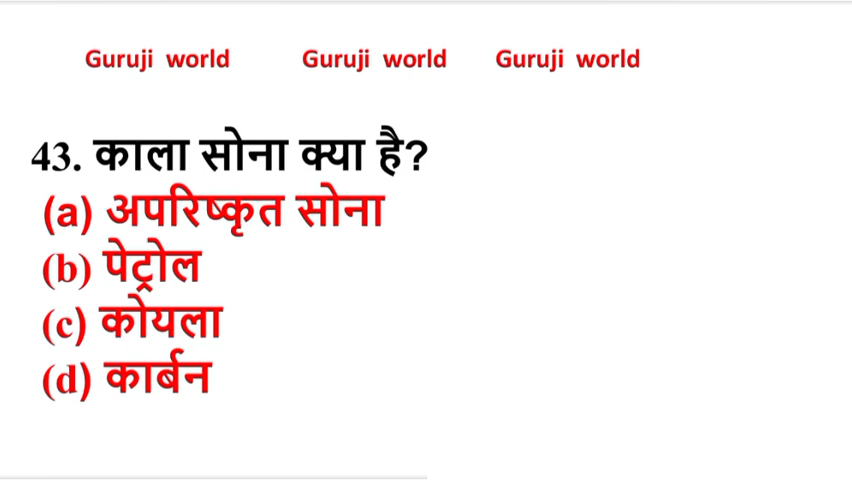 Guruji world Guruji world Guruji world
43. काला सोना क्या है?
(a) अपरिष्कृत सोना
(b) पेट्रोल
(c) कोयला
(d) कार्बन